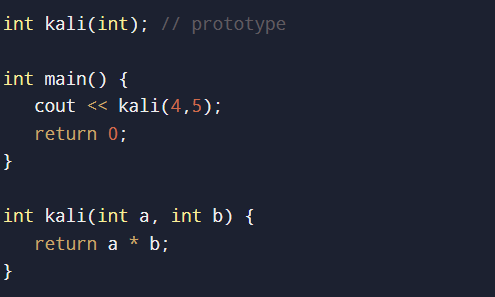 int kali(int); // prototype
int main() {
cout << kali(4,5);
return 0;
}
int kali(int a, int b) {
return a * b;
}